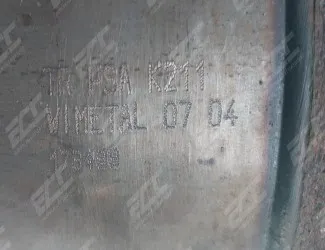 TR PSA K211
VIMETAL 07 04